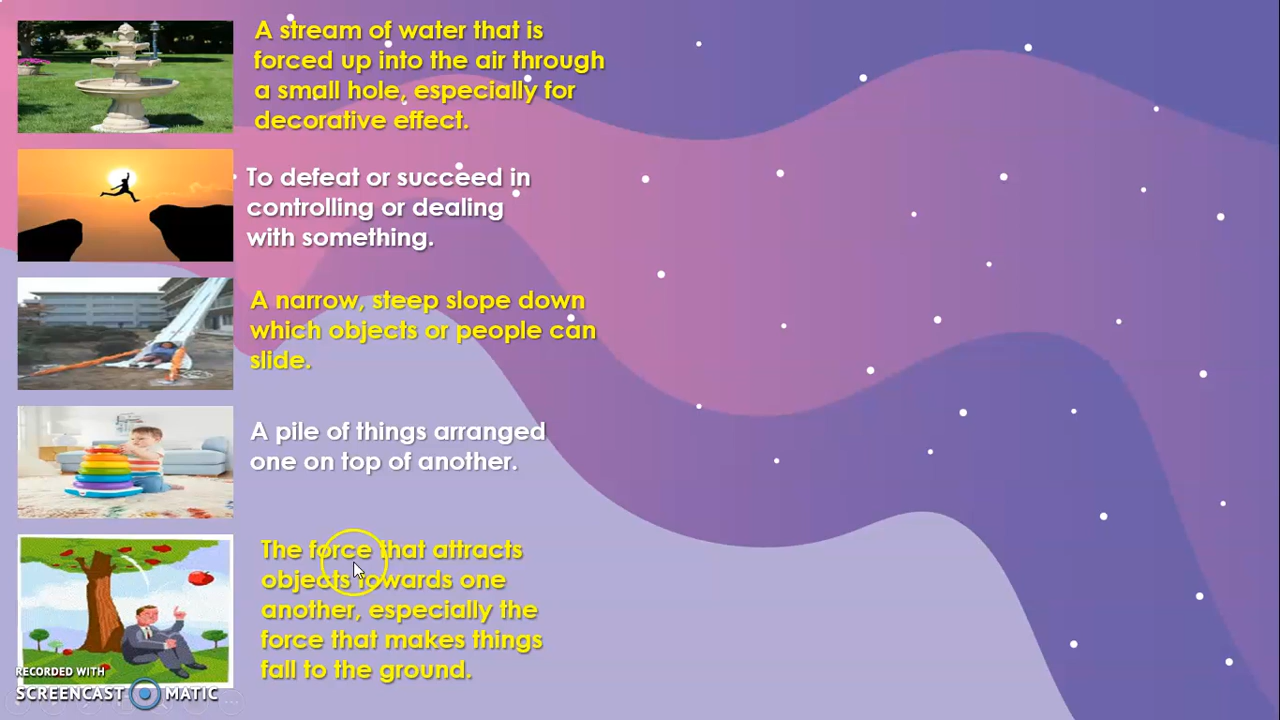 A stream of water that is
forced up into the air through
a small hole, especially for
decorative effect.
To defeat or succeed in
controlling or dealing
with something.
A narrow, steep slope down
which objects or people can
slide.
A pile of things arranged
one on top of another.
The force that attracts
objects towards one
another, especially the
force that makes things
fall to the ground.
RECORDED WITH
SCREENCAST MATIC